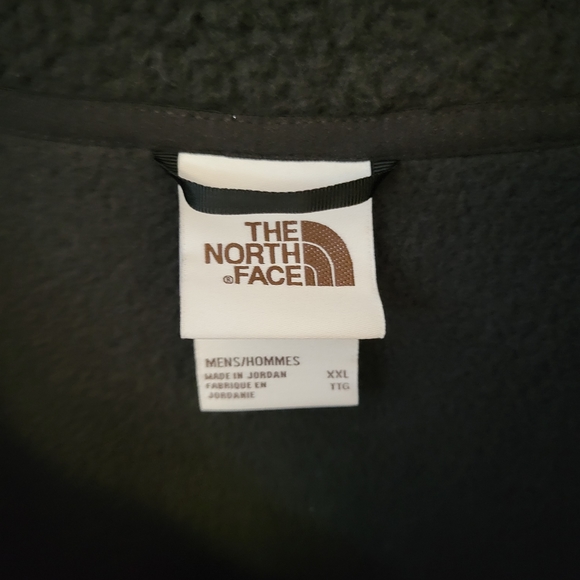 THE
NORTH
® FACE
MENS/HOMMES
MADE IN JORDAN XXL
FABRIQUE EN TTG
JORDANIE